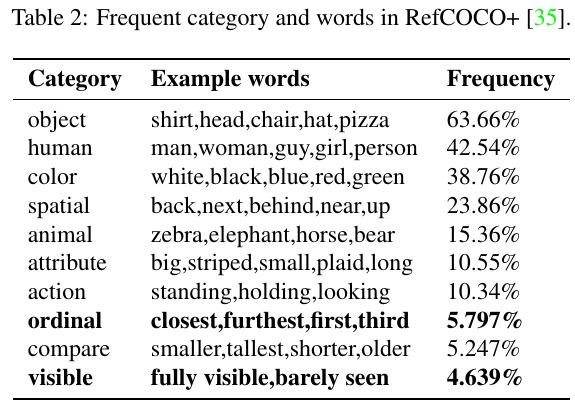 Table 2: Frequent category and words in RefCOCO+ [35].
Category Example words Frequency
object shirt,head,chair,hat,pizza 63.66%
human man,woman,guy,girl,person 42.54%
color white,black,blue,red,green 38.76%
spatial back,next,behind,near,up 23.86%
animal zebra,elephant,horse,bear 15.36%
attribute big,striped,small,plaid,long 10.55%
action standing,holding,looking 10.34%
ordinal closest,furthest,first,third 5.797%
compare smaller,tallest,shorter,older 5.247%
visible fully visible,barely seen 4.639%